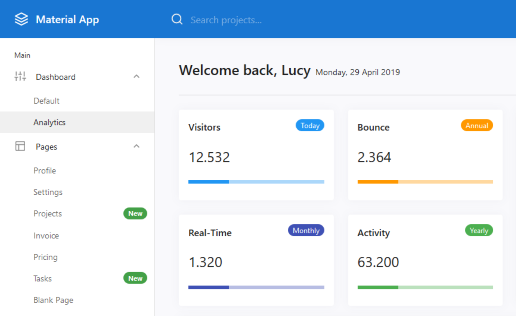 Material App
Search projects...
Main
Dashboard
Default
Analytics
Pages
Profile
Settings
Projects New
Invoice
Pricing
Tasks New
Blank Page
Welcome back, Lucy Monday, 29 April 2019
Visitors Today
12.532
Bounce Annual
2.364
Real-Time Monthly
1.320
Activity Yearly
63.200